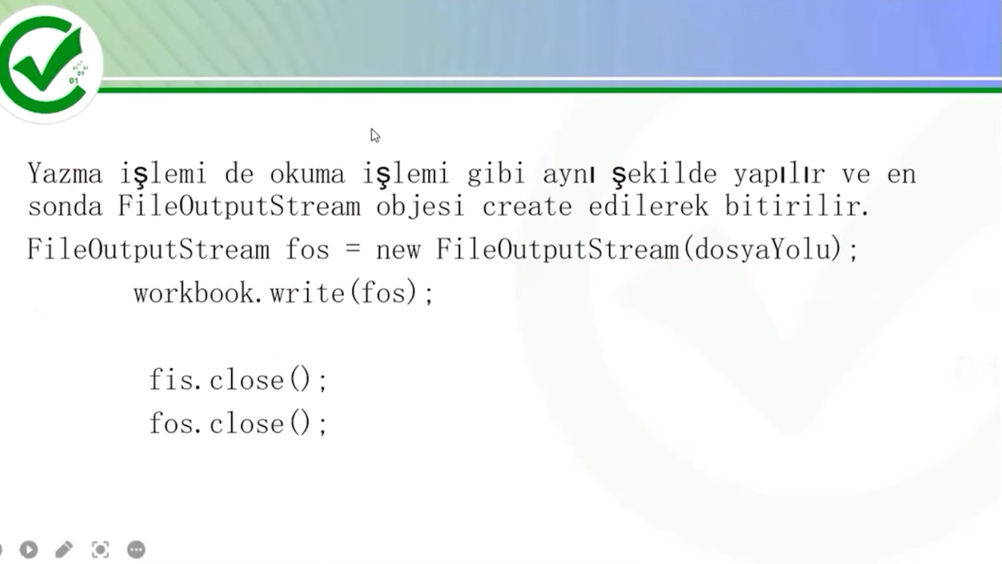 01
Yazma işlemi de okuma işlemi gibi aynı şekilde yapılır ve en
sonda FileOutputStream objesi create edilerek bitirilir.
FileOutputStream fos = new FileOutputStream(dosyaYolu);
workbook.write(fos);
fis.close();
fos.close();